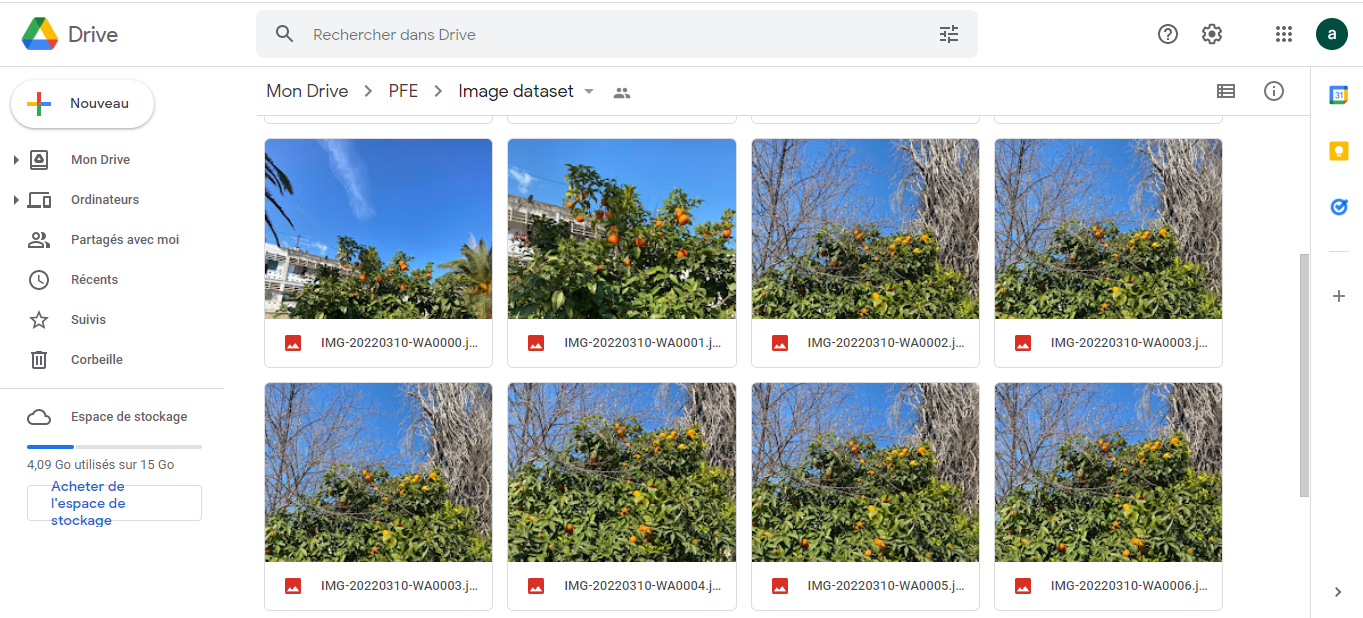 Drive
Rechercher dans Drive
a
Nouveau
Mon Drive
Ordinateurs
Partagés avec moi
Récents
Suivis
Corbeille
Espace de stockage
4,09 Go utilisés sur 15 Go
Acheter de
l'espace de
stockage
Mon Drive > PFE > Image dataset
IMG-20220310-WA0000.j...
IMG-20220310-WA0001.j...
IMG-20220310-WA0002.j...
IMG-20220310-WA0003.j...
IMG-20220310-WA0003.j...
IMG-20220310-WA0004.j...
IMG-20220310-WA0005.j...
IMG-20220310-WA0006.j...
31